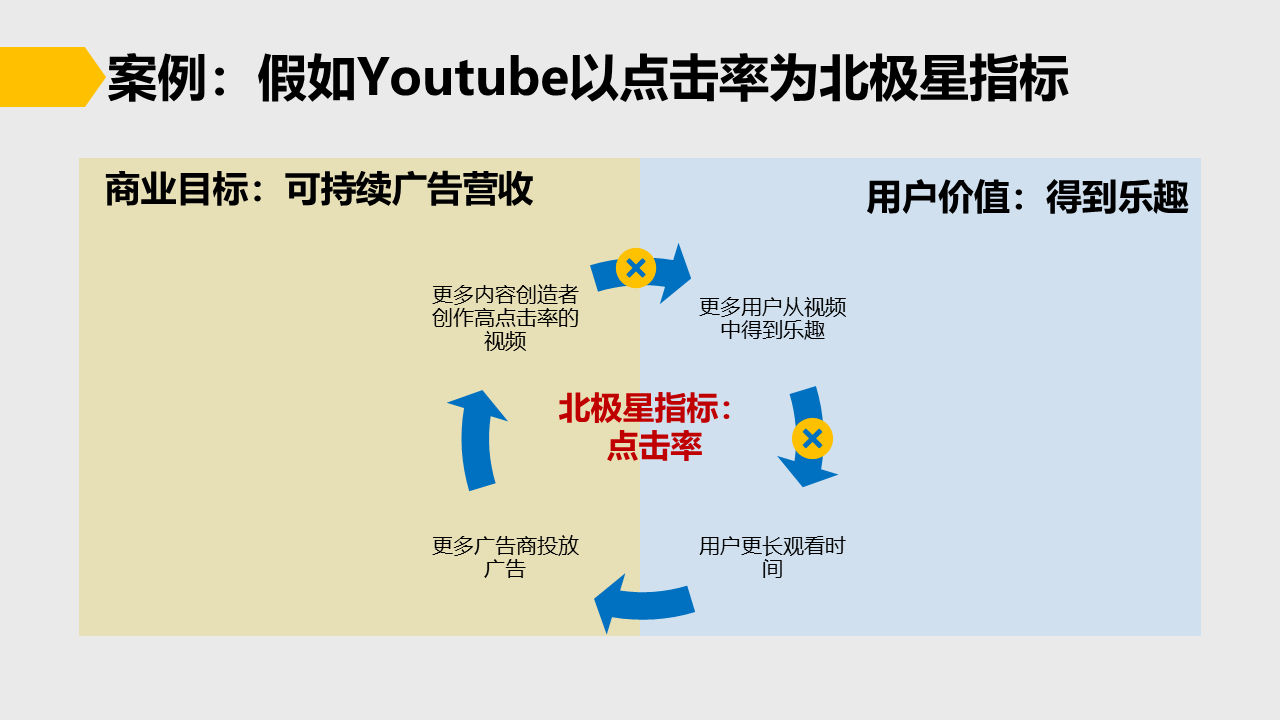 案例：假如Youtube以点击率为北极星指标
商业目标：可持续广告营收
用户价值：得到乐趣
更多内容创造者
创作高点击率的
视频
更多用户从视频
中得到乐趣
北极星指标：
点击率
更多广告商投放
广告
用户更长观看时
间